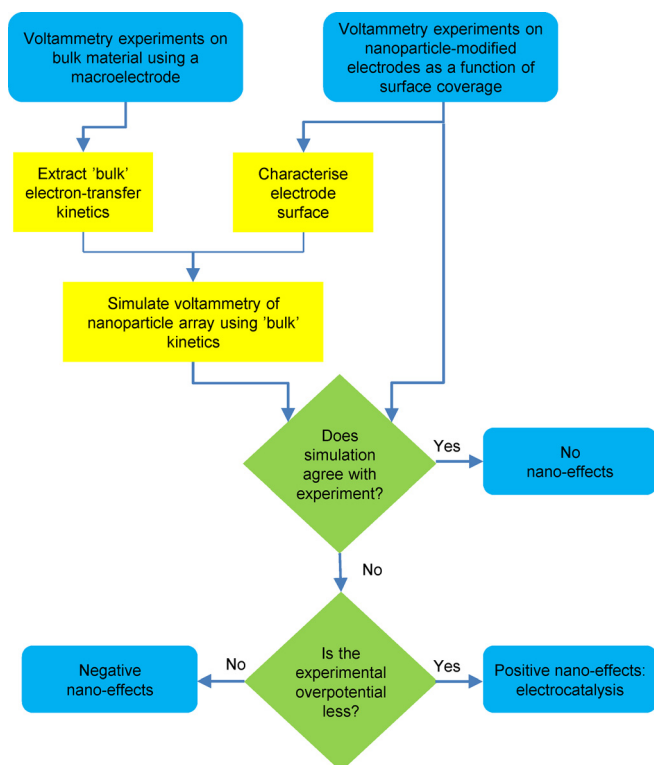 Voltammetry experiments on
bulk material using a
macroelectrode
Voltammetry experiments on
nanoparticle-modified
electrodes as a function of
surface coverage
Extract 'bulk'
electron-transfer
kinetics
Characterise
electrode
surface
Simulate voltammetry of
nanoparticle array using 'bulk'
kinetics
Does
simulation
agree with
experiment?
Yes
No
nano-effects
No
Is the
experimental
overpotential
less?
No
Negative
nano-effects
Yes
Positive nano-effects:
electrocatalysis